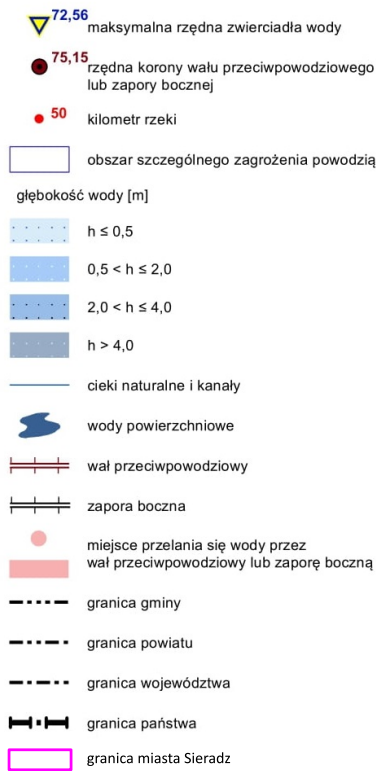 72,56
maksymalna rzędna zwierciadła wody
75,15
rzędna korony wału przeciwpowodziowego
lub zapory bocznej
50
kilometr rzeki
obszar szczególnego zagrożenia powodzią
głębokość wody [m]
h ≤ 0,5
0,5 < h ≤ 2,0
2,0 < h ≤ 4,0
h > 4,0
cieki naturalne i kanały
wody powierzchniowe
wał przeciwpowodziowy
zapora boczna
miejsce przelania się wody przez
wał przeciwpowodziowy lub zaporę boczną
granica gminy
granica powiatu
granica województwa
granica państwa
granica miasta Sieradz